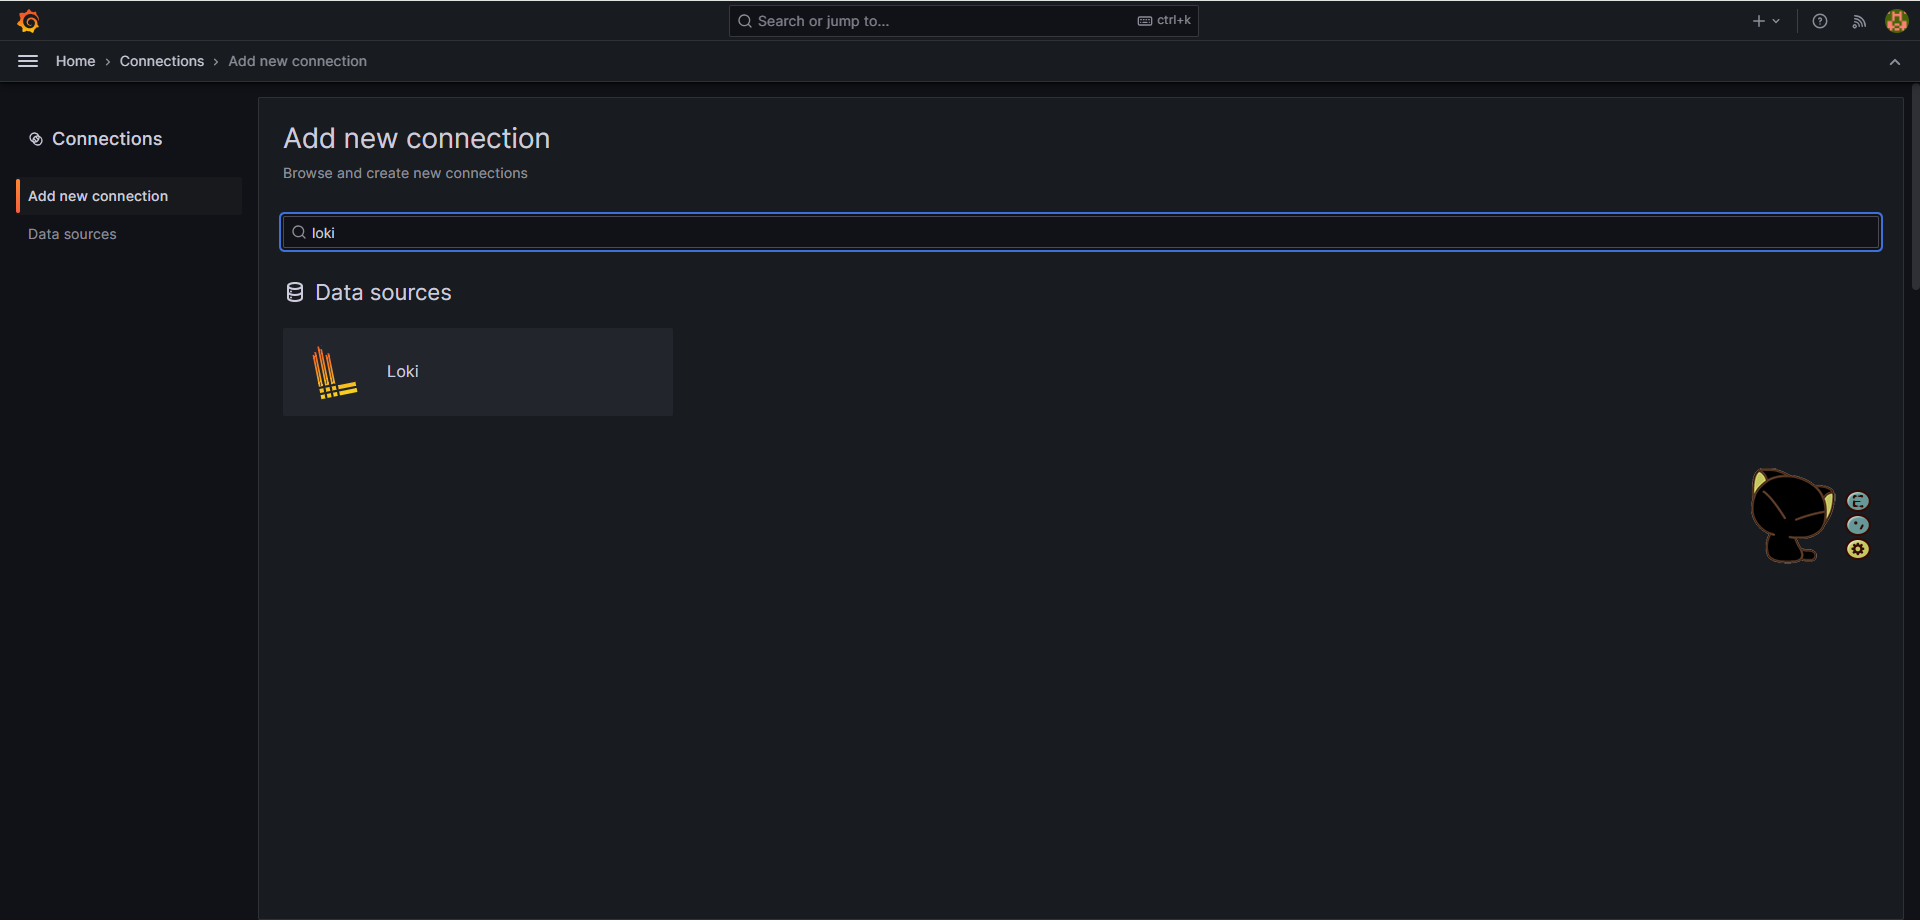 Search or jump to...
ctrl+k
Home › Connections › Add new connection
Connections
Add new connection
Data sources
Add new connection
Browse and create new connections
loki
Data sources
Loki